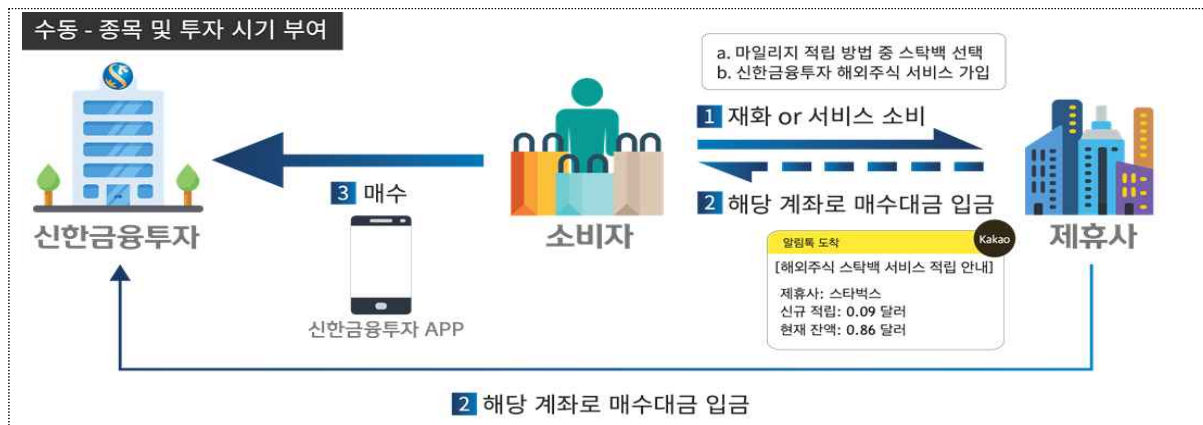 수동 - 종목 및 투자 시기 부여
a. 마일리지 적립 방법 중 스탁백 선택
b. 신한금융투자 해외주식 서비스 가입
1 재화 or 서비스 소비
3 매수
2 해당 계좌로 매수대금 입금
신한금융투자
소비자
제휴사
알림톡 도착
Kakao
[해외주식 스탁백 서비스 적립 안내]
제휴사: 스타벅스
신규 적립: 0.09 달러
현재 잔액: 0.86 달러
신한금융투자 APP
2 해당 계좌로 매수대금 입금